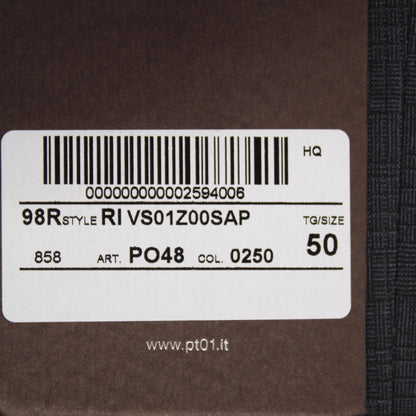 HQ
000000000002594006
98R STYLE RI VS01Z00SAP TG/SIZE
858 ART. PO48 COL. 0250 50
www.pt01.it